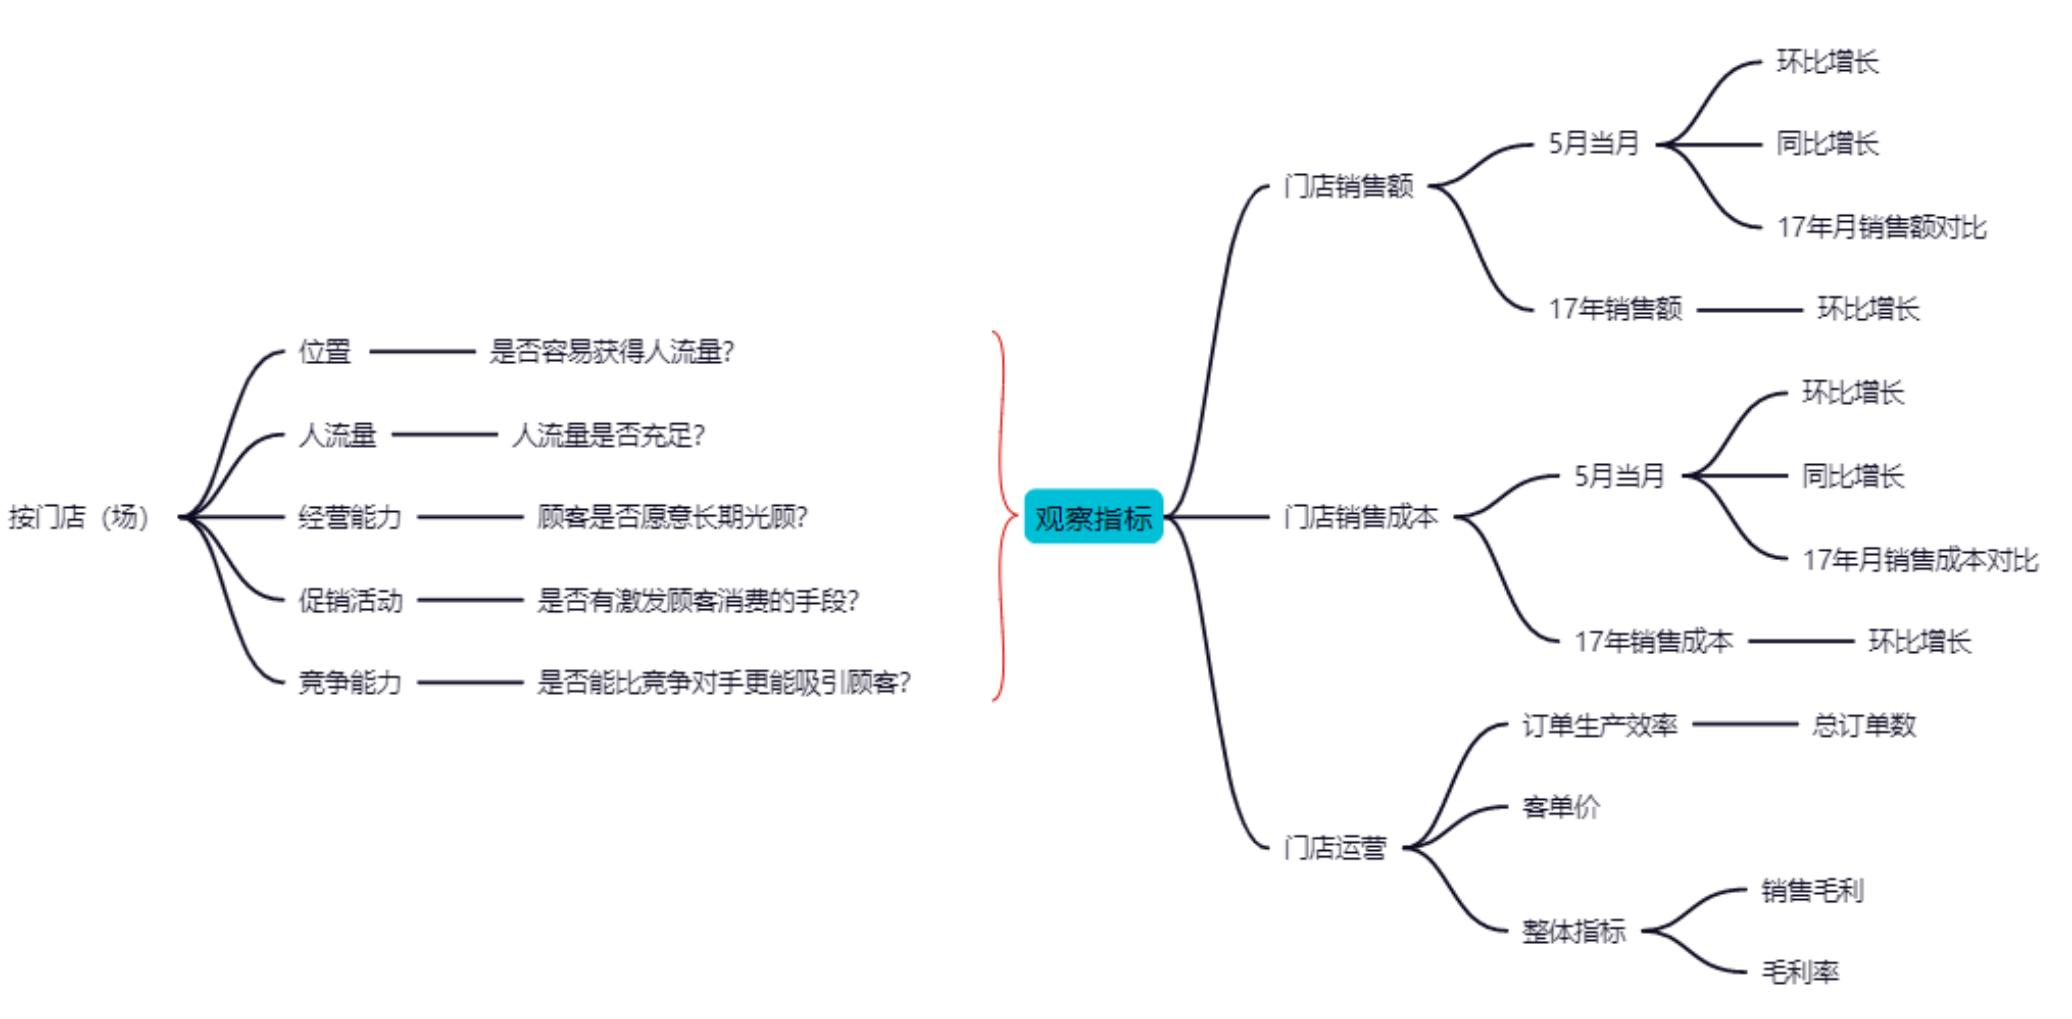 按门店（场）
位置
是否容易获得人流量?
人流量
人流量是否充足?
经营能力
顾客是否愿意长期光顾?
促销活动
是否有激发顾客消费的手段?
竞争能力
是否能比竞争对手更能吸引顾客?
观察指标
门店销售额
5月当月
环比增长
同比增长
17年月销售额对比
17年销售额
环比增长
门店销售成本
5月当月
环比增长
同比增长
17年月销售成本对比
17年销售成本
环比增长
门店运营
订单生产效率
总订单数
客单价
整体指标
销售毛利
毛利率